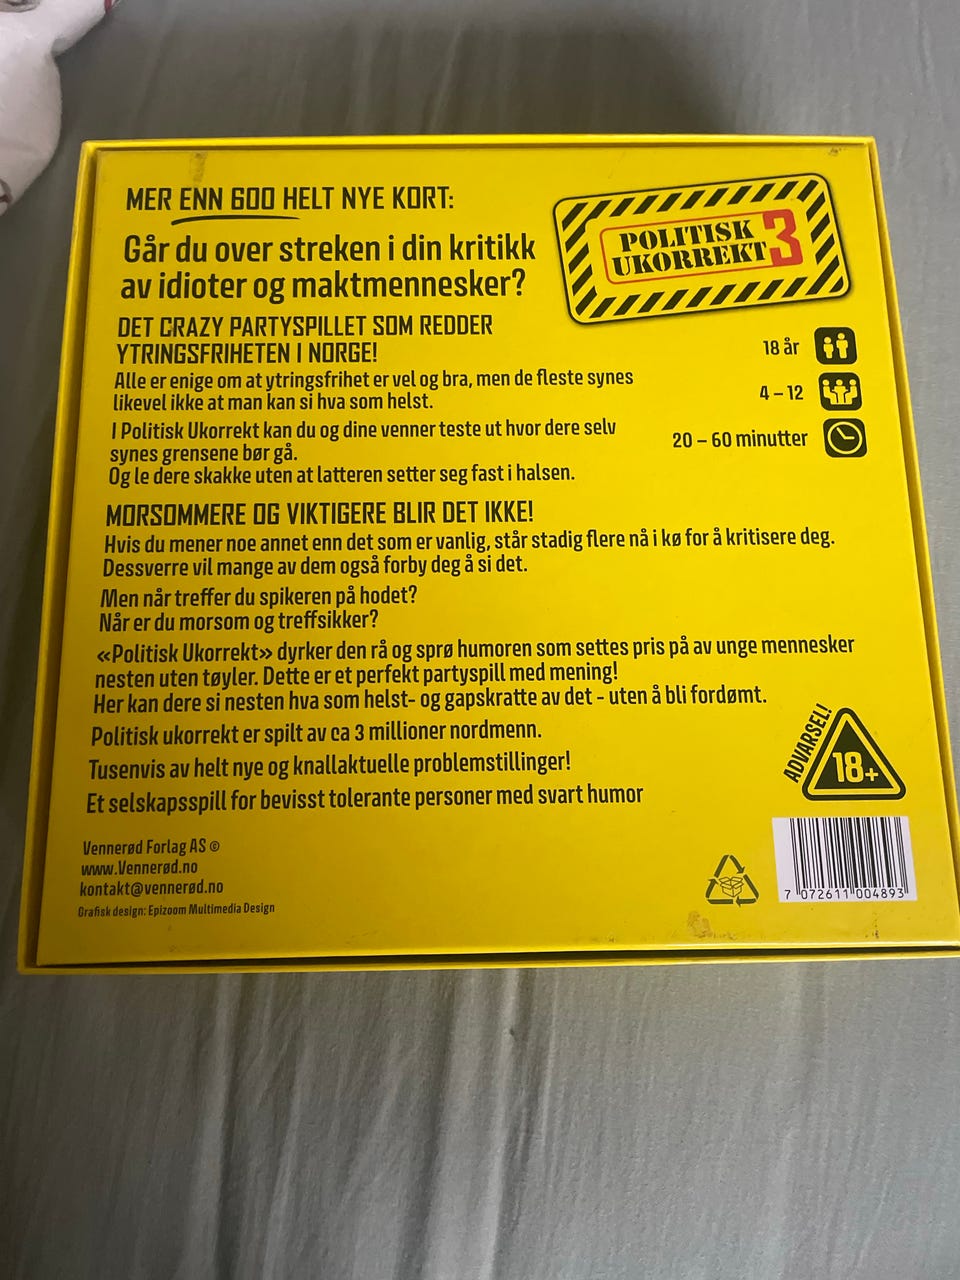 MER ENN 600 HELT NYE KORT:
Går du over streken i din kritikk
av idioter og maktmennesker?
POLITISK
UKORREKT 3
DET CRAZY PARTYSPILLET SOM REDDER
YTRINGSFRIHETEN I NORGE!
18 år
Alle er enige om at ytringsfrihet er vel og bra, men de fleste synes
likevel ikke at man kan si hva som helst.
4 – 12
I Politisk Ukorrekt kan du og dine venner teste ut hvor dere selv
synes grensene bør gå.
Og le dere skakke uten at latteren setter seg fast i halsen.
20 – 60 minutter
MORSOMMERE OG VIKTIGERE BLIR DET IKKE!
Hvis du mener noe annet enn det som er vanlig, står stadig flere nå i kø for å kritisere deg.
Dessverre vil mange av dem også forby deg å si det.
Men når treffer du spikeren på hodet?
Når er du morsom og treffsikker?
«Politisk Ukorrekt» dyrker den rå og sprø humoren som settes pris på av unge mennesker
nesten uten tøyler. Dette er et perfekt partyspill med mening!
Her kan dere si nesten hva som helst- og gapskratte av det - uten å bli fordømt.
Politisk ukorrekt er spilt av ca 3 millioner nordmenn.
Tusenvis av helt nye og knallaktuelle problemstillinger!
Et selskapsspill for bevisst tolerante personer med svart humor
ADVARSEL!
18+
Vennerød Forlag AS ©
www.Vennerød.no
kontakt@vennerød.no
Grafisk design: Epizoom Multimedia Design
7 072611 004893